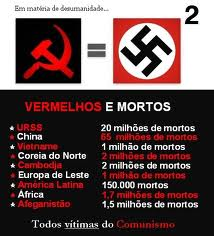 Em matéria de desumanidade...
2
=
VERMELHOS E MORTOS
URSS 20 milhões de mortos
China 65 milhões de mortos
Vietname 1 milhão de mortos
Coreia do Norte 2 milhões de mortos
Cambodja 2 milhões de mortos
Europa de Leste 1 milhão de mortos
América Latina 150.000 mortos
Africa 1,7 milhões de mortos
Afeganistão 1,5 milhões de mortos
Todos vítimas do Comunismo